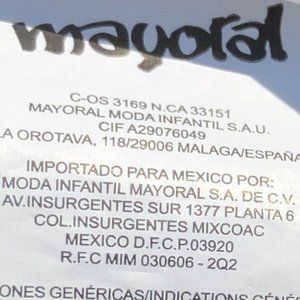 mayoral
C-OS 3169 N.CA 33151
MAYORAL MODA INFANTIL S.A.U.
CIF A29076049
LA OROTAVA, 118/29006 MALAGA/ESPAÑA
IMPORTADO PARA MEXICO POR:
MODA INFANTIL MAYORAL S.A. DE C.V.
AV.INSURGENTES SUR 1377 PLANTA 6
COL.INSURGENTES MIXCOAC
MEXICO D.F.C.P.03920
R.F.C MIM 030606 - 2Q2
GENÉRICAS/INDICATIONS